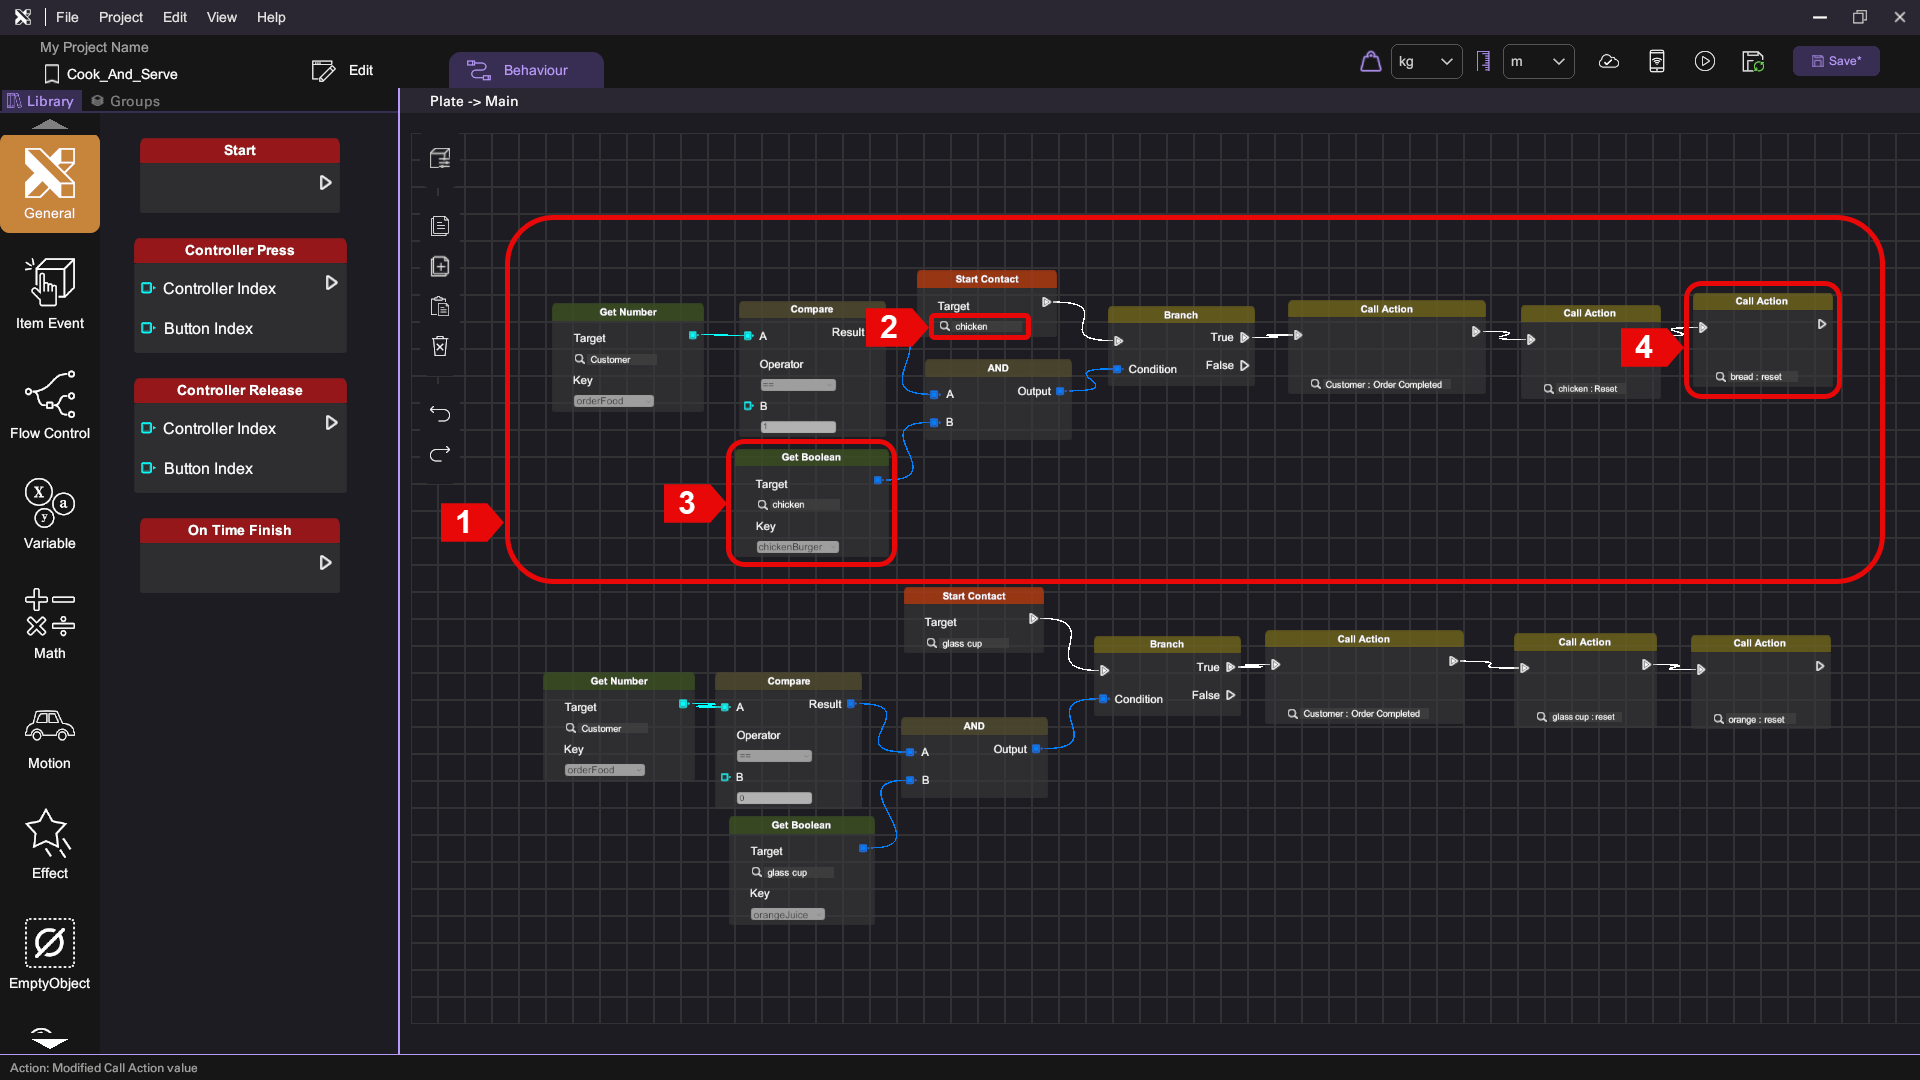 File Project Edit View Help
My Project Name
Cook_And_Serve
Edit
Behaviour
kg
m
Save*
Library
Groups
Plate -> Main
General
Item Event
Flow Control
Variable
Math
Motion
Effect
EmptyObject
Start
Controller Press
Controller Index
Button Index
Controller Release
Controller Index
Button Index
On Time Finish
1
2
3
4
Get Number
Target
Customer
Key
orderFood
Compare
A
Result
Operator
==
B
1
Start Contact
Target
chicken
AND
A
Output
B
Get Boolean
Target
chicken
Key
chickenBurger
Branch
True
Condition
False
Call Action
Customer : Order Completed
Call Action
chicken : Reset
Call Action
bread : reset
Start Contact
Target
glass cup
Get Number
Target
Customer
Key
orderFood
Compare
A
Result
Operator
==
B
0
AND
A
Output
B
Get Boolean
Target
glass cup
Key
orangeJuice
Branch
True
Condition
False
Call Action
Customer : Order Completed
Call Action
glass cup : reset
Call Action
orange : reset
Action: Modified Call Action value